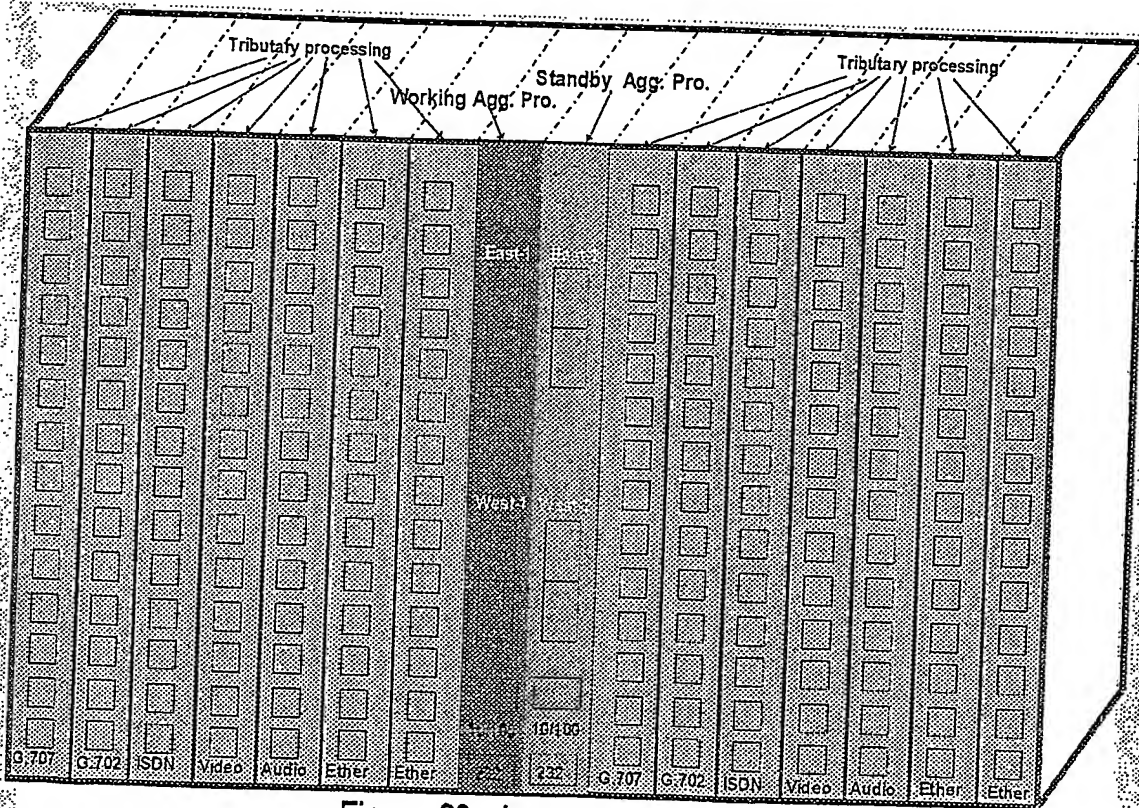 Tributary processing
Tributary processing
Standby Agg. Pro.
Working Agg. Pro.
East-I
West-I
10/100
232
G.707
G.702
ISDN
Video
Audio
Ether
Ether
232
G.707
G.702
ISDN
Video
Audio
Ether
Ether